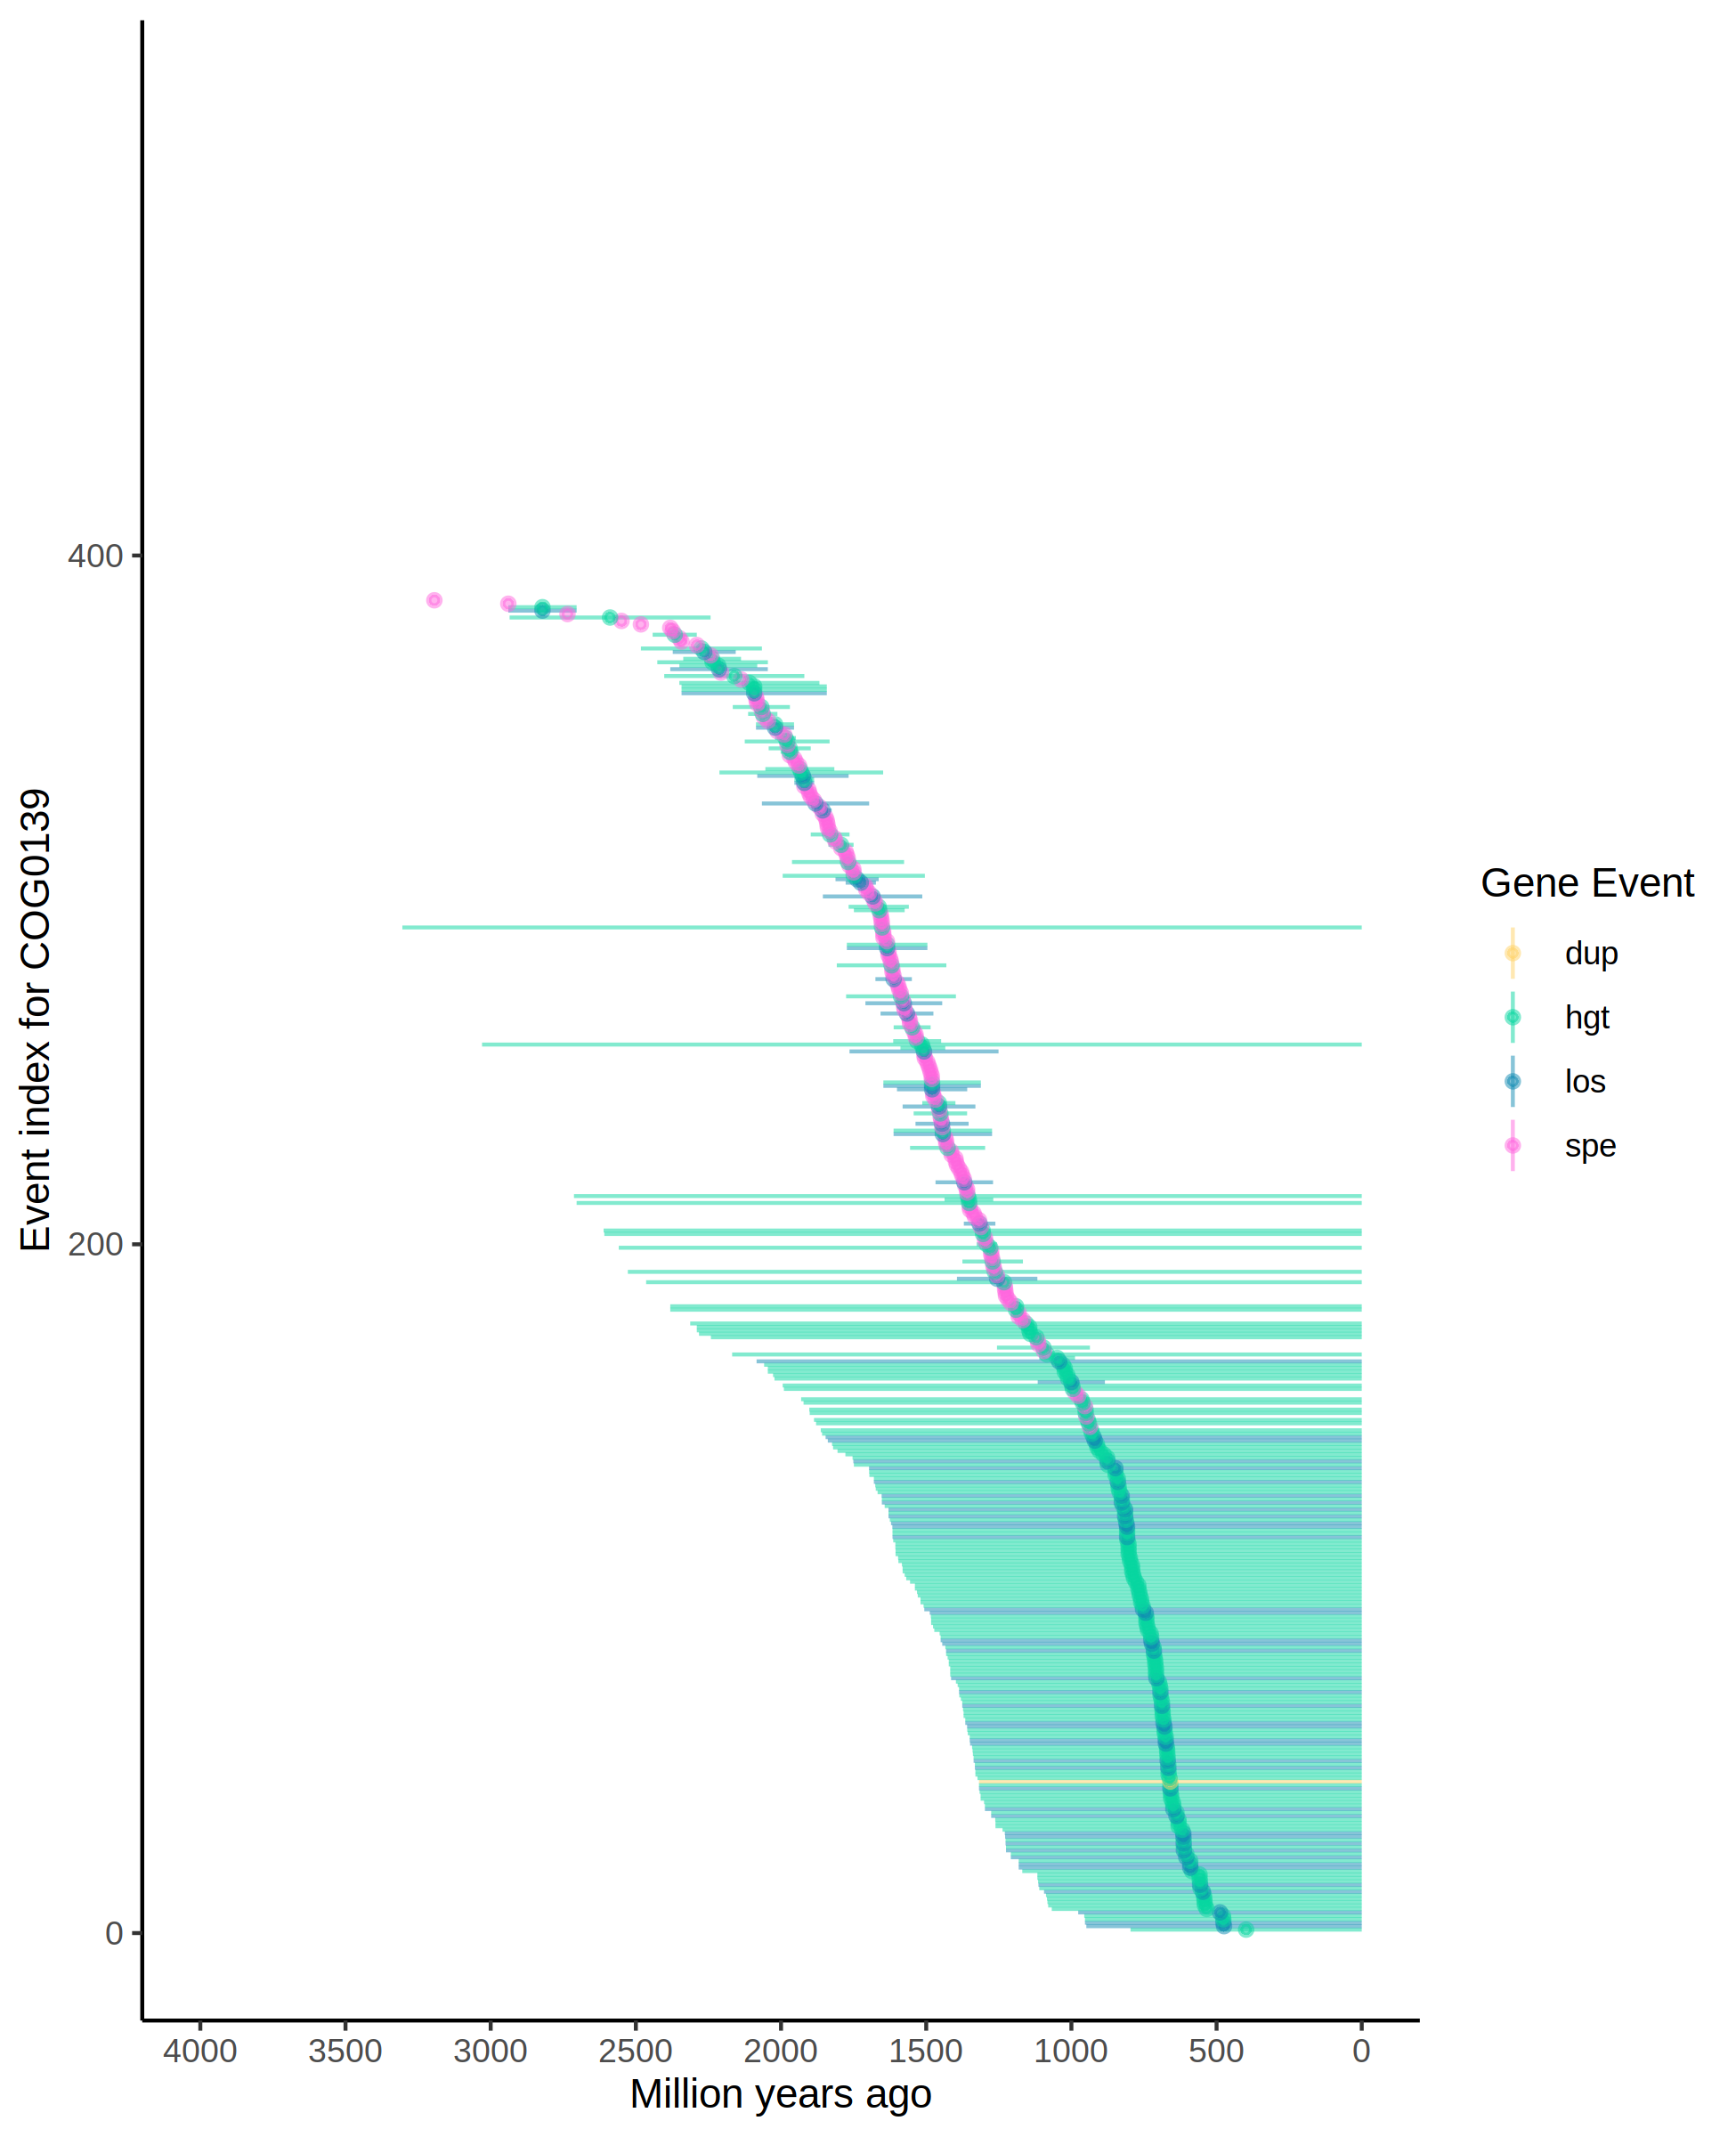 Event index for COG0139
400
200
0
4000 3500 3000 2500 2000 1500 1000 500 0
Million years ago
Gene Event
dup
hgt
los
spe